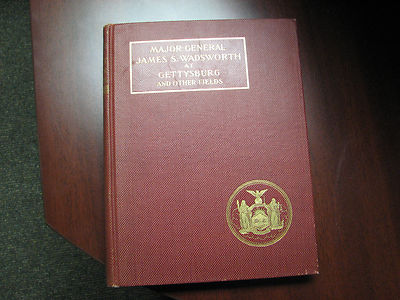 MAJOR GENERAL
JAMES S. WADSWORTH
AT
GETTYSBURG
AND OTHER FIELDS